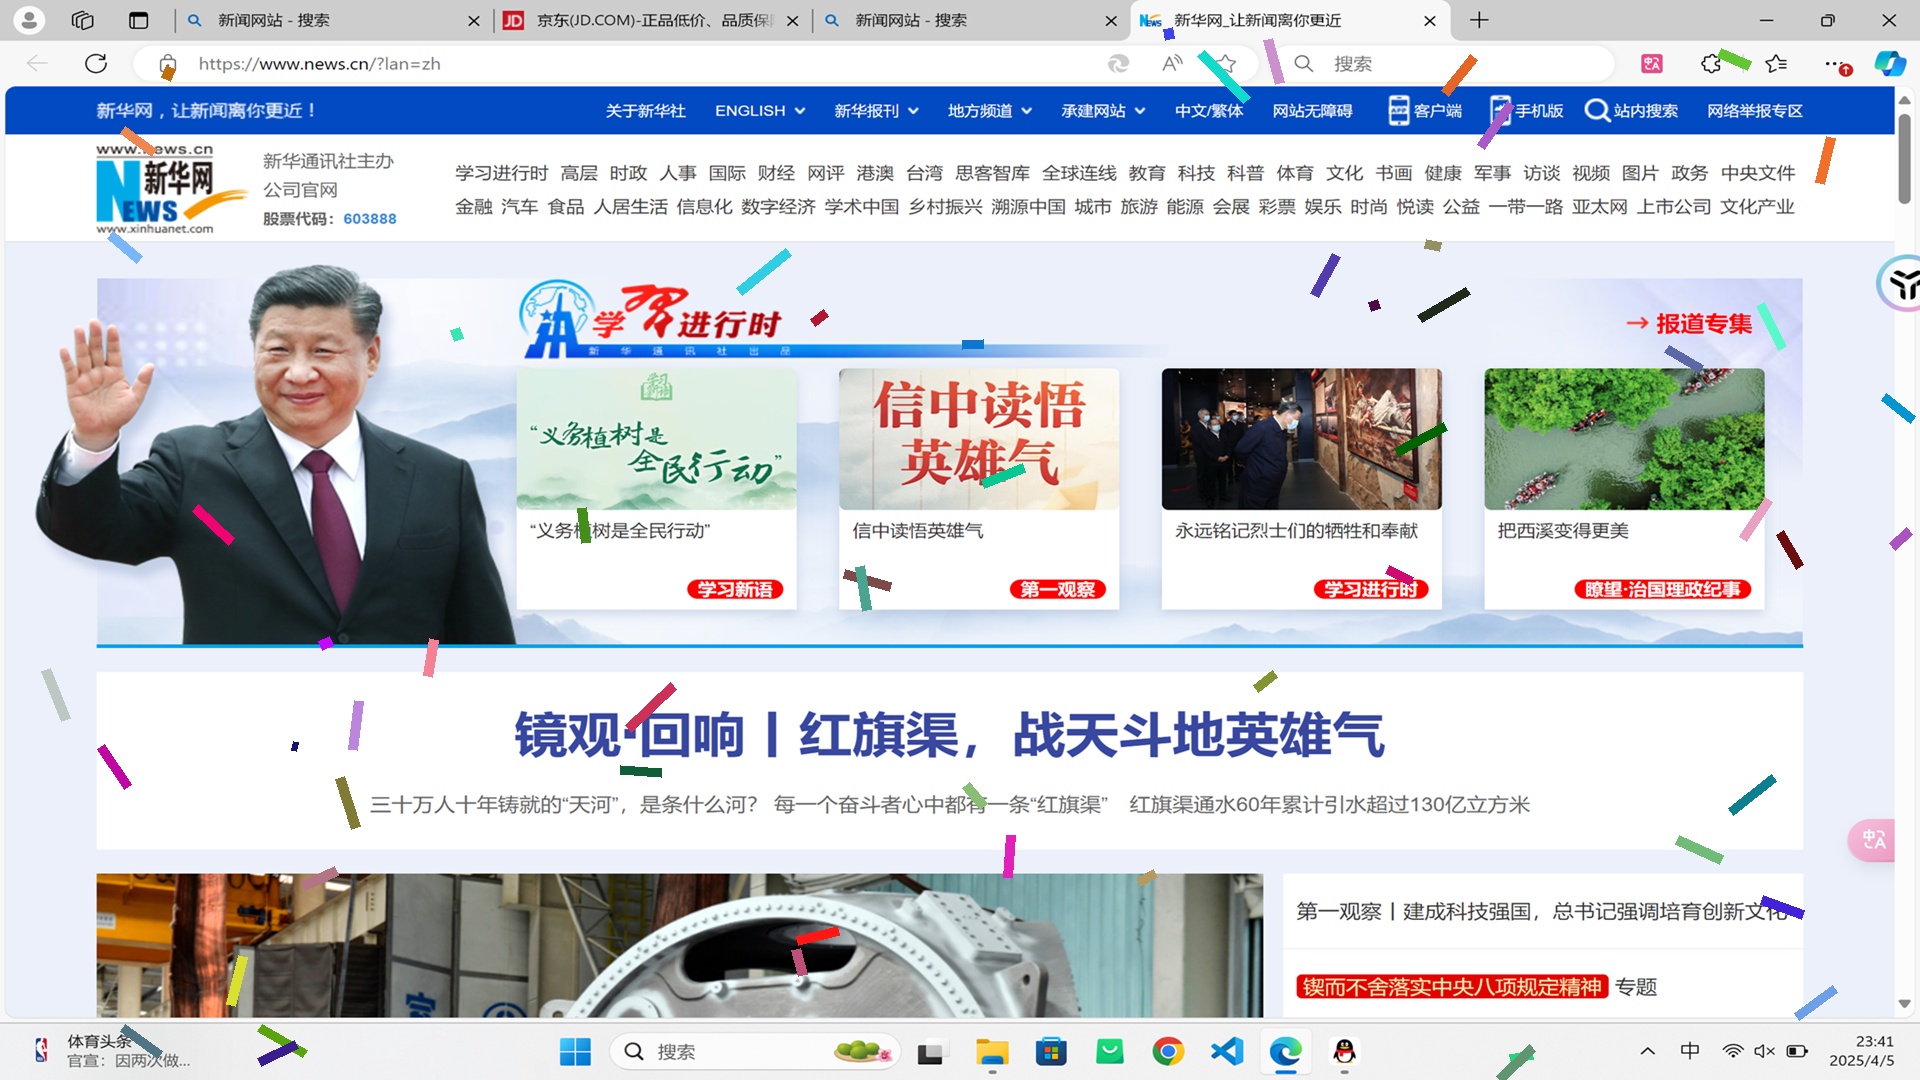 新闻网站 - 搜索
京东(JD.COM)-正品低价、品质保
新闻网站 - 搜索
新华网_让新闻离你更近
https://www.news.cn/?lan=zh
搜索
新华网，让新闻离你更近！
关于新华社 ENGLISH 新华报刊 地方频道 承建网站 中文/繁体 网站无障碍 客户端 手机版 站内搜索 网络举报专区
www.news.cn
新华网
NEWS
www.xinhuanet.com
新华通讯社主办
公司官网
股票代码：603888
学习进行时 高层 时政 人事 国际 财经 网评 港澳 台湾 思客智库 全球连线 教育 科技 科普 体育 文化 书画 健康 军事 访谈 视频 图片 政务 中央文件
金融 汽车 食品 人居生活 信息化 数字经济 学术中国 乡村振兴 溯源中国 城市 旅游 能源 会展 彩票 娱乐 时尚 悦读 公益 一带一路 亚太网 上市公司 文化产业
学习进行时
新华通讯社出品
→ 报道专集
“义务植树是
全民行动”
信中读悟
英雄气
“义务植树是全民行动”
信中读悟英雄气
永远铭记烈士们的牺牲和奉献
把西溪变得更美
学习新语
第一观察
学习进行时
瞭望·治国理政纪事
镜观·回响丨红旗渠，战天斗地英雄气
三十万人十年铸就的“天河”，是条什么河？ 每一个奋斗者心中都有一条“红旗渠” 红旗渠通水60年累计引水超过130亿立方米
第一观察丨建成科技强国，总书记强调培育创新文化
锲而不舍落实中央八项规定精神 专题
体育头条
官宣：因两次做...
搜索
中
23:41
2025/4/5